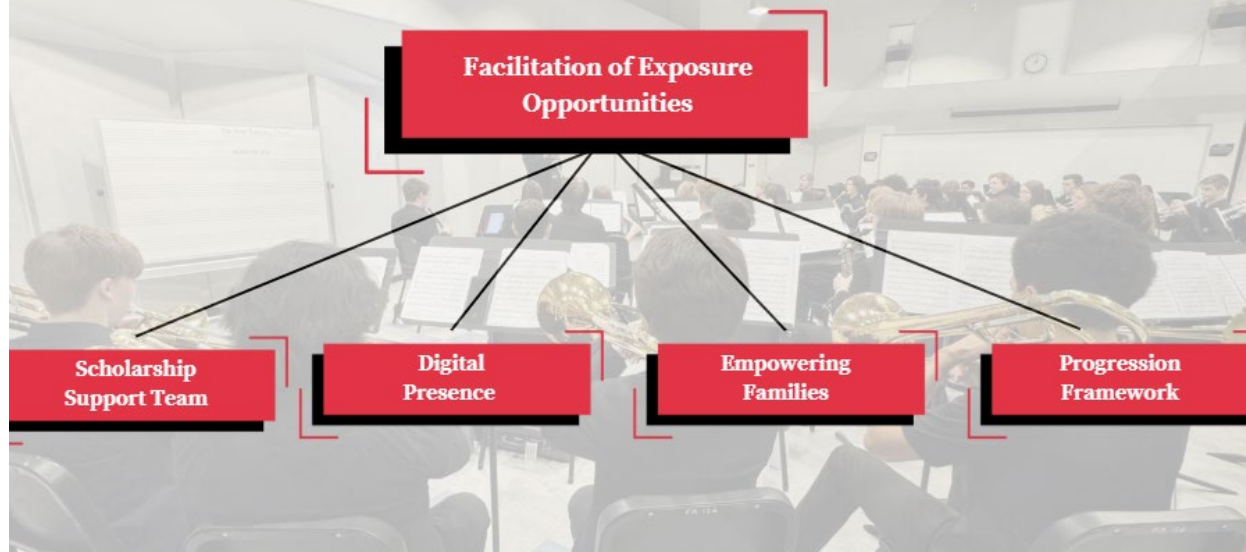 Facilitation of Exposure
Opportunities
Scholarship
Support Team
Digital
Presence
Empowering
Families
Progression
Framework